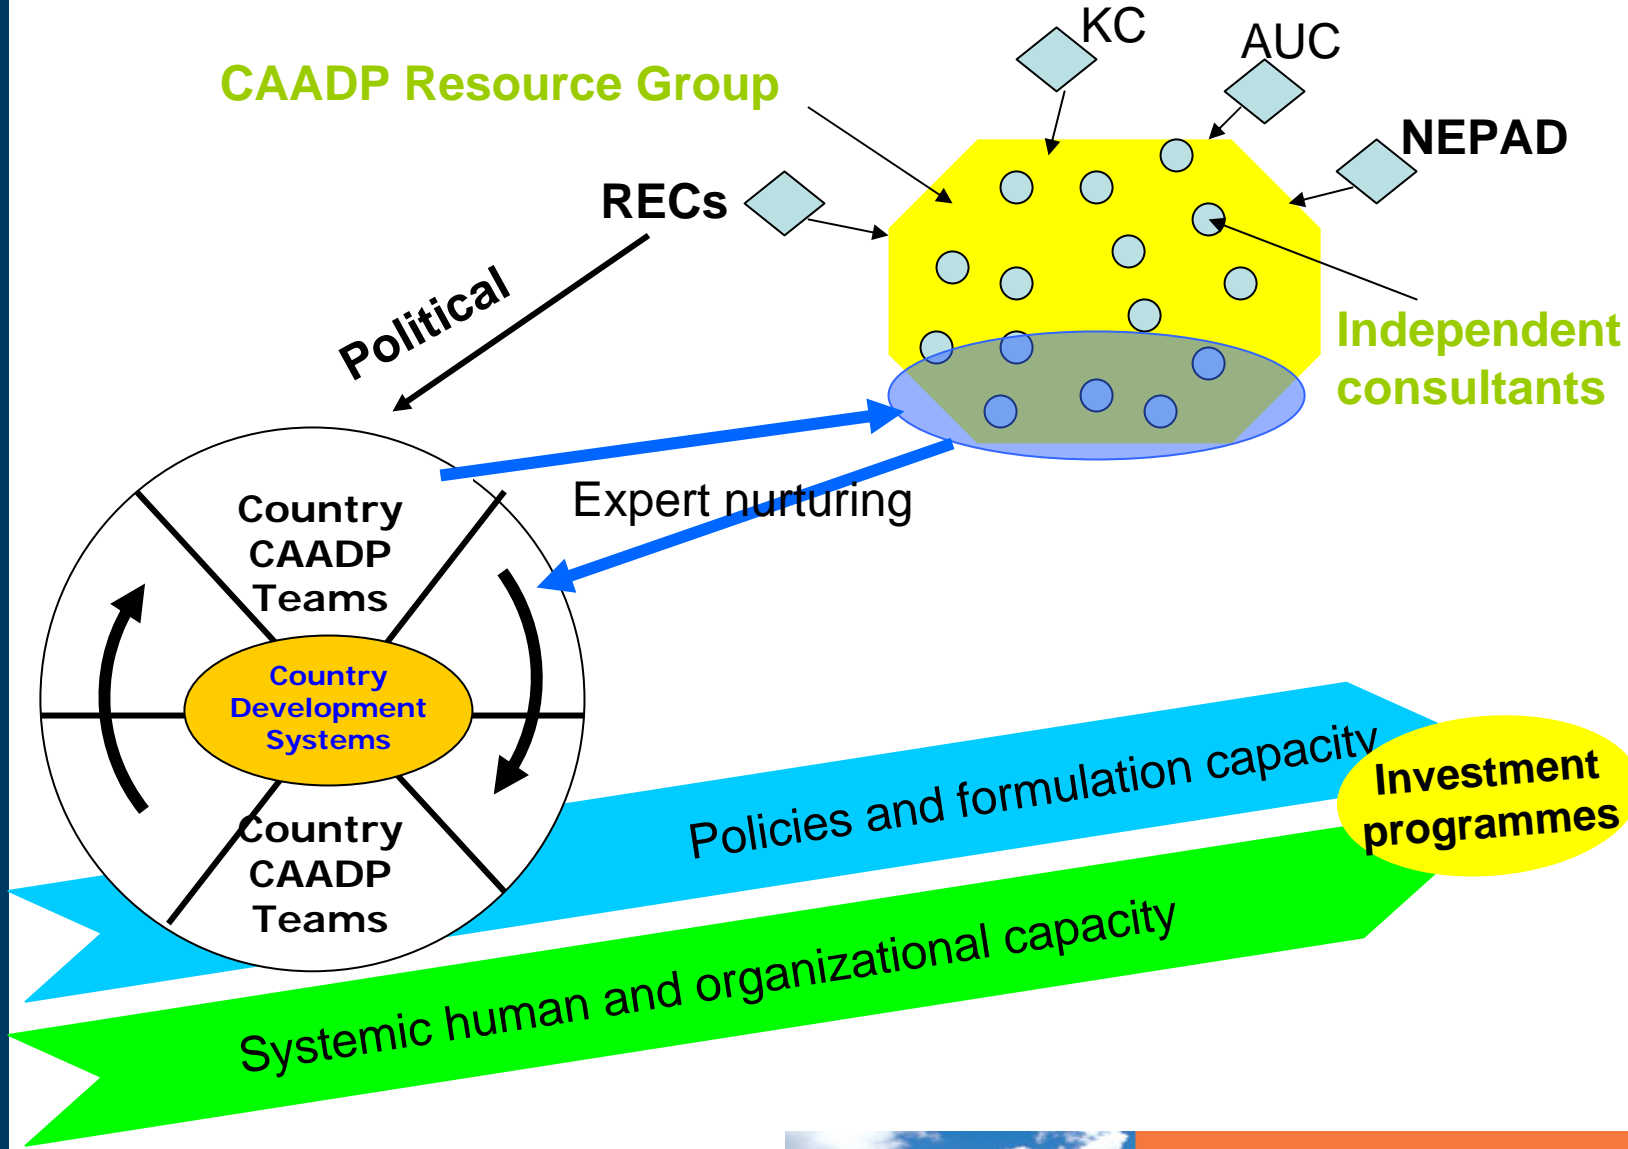 KC
AUC
CAADP Resource Group
NEPAD
RECs
Political
Independent
consultants
Expert nurturing
Country
CAADP
Teams
Country
Development
Systems
Country
CAADP
Teams
Policies and formulation capacity
Investment
programmes
Systemic human and organizational capacity